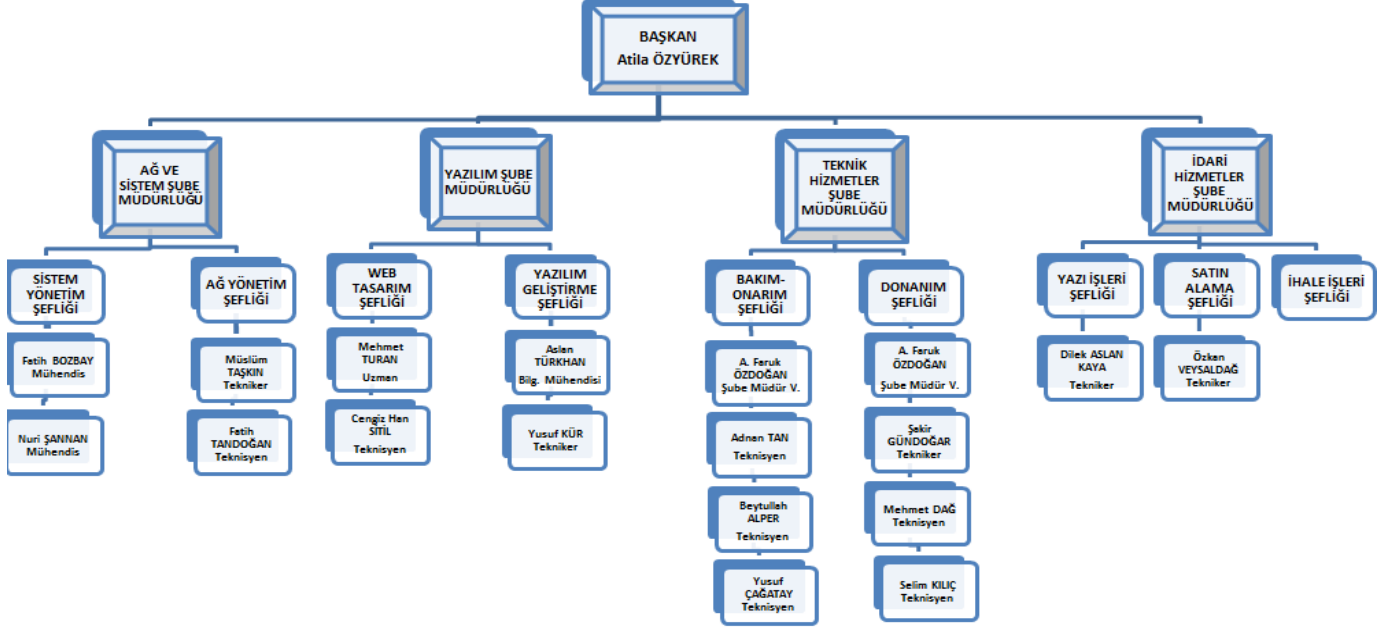 BAŞKAN
Atila ÖZYÜREK
AĞ VE
SİSTEM ŞUBE
MÜDÜRLÜĞÜ
YAZILIM ŞUBE
MÜDÜRLÜĞÜ
TEKNİK
HİZMETLER
ŞUBE
MÜDÜRLÜĞÜ
İDARİ
HİZMETLER
ŞUBE
MÜDÜRLÜĞÜ
SİSTEM
YÖNETİM
ŞEFLİĞİ
AĞ YÖNETİM
ŞEFLİĞİ
WEB
TASARIM
ŞEFLİĞİ
YAZILIM
GELİŞTİRME
ŞEFLİĞİ
BAKIM-
ONARIM
ŞEFLİĞİ
DONANIM
ŞEFLİĞİ
YAZI İŞLERİ
ŞEFLİĞİ
SATIN
ALAMA
ŞEFLİĞİ
İHALE İŞLERİ
ŞEFLİĞİ
Fatih BOZBAY
Mühendis
Nuri ŞANNAN
Mühendis
Müslüm
TAŞKIN
Tekniker
Fatih
TANDOĞAN
Teknisyen
Mehmet
TURAN
Uzman
Cengiz Han
SITIL
Teknisyen
Aslan
TÜRKHAN
Bilg. Mühendisi
Yusuf KÜR
Tekniker
A. Faruk
ÖZDOĞAN
Şube Müdür V.
Adnan TAN
Teknisyen
Beytullah
ALPER
Teknisyen
Yusuf
ÇAĞATAY
Teknisyen
A. Faruk
ÖZDOĞAN
Şube Müdür V.
Şakir
GÜNDOĞAR
Tekniker
Mehmet DAĞ
Teknisyen
Selim KILIÇ
Teknisyen
Dilek ASLAN
KAYA
Tekniker
Özkan
VEYSALDAĞ
Tekniker